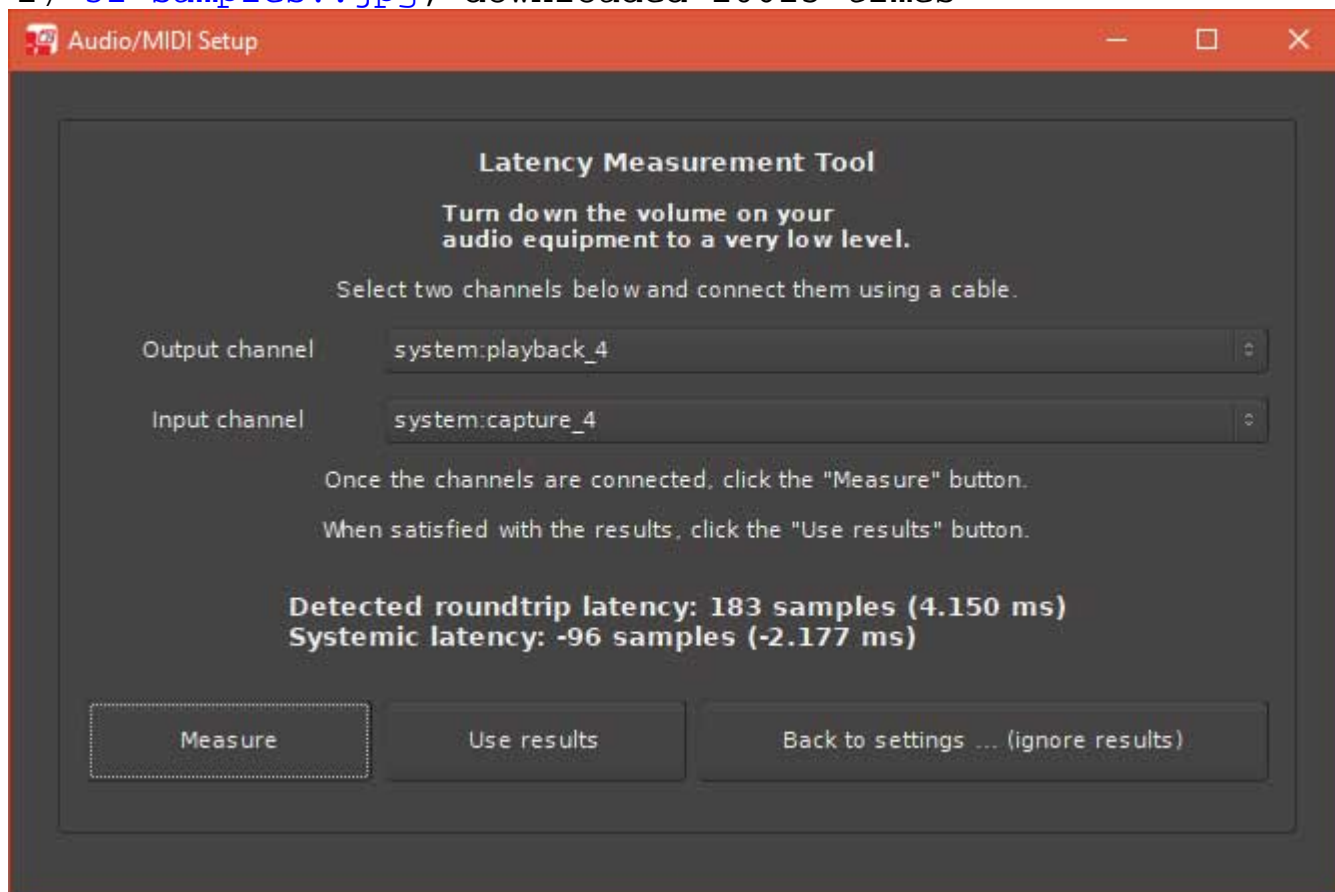 Audio/MIDI Setup
Latency Measurement Tool
Turn down the volume on your
audio equipment to a very low level.
Select two channels below and connect them using a cable.
Output channel system:playback_4
Input channel system:capture_4
Once the channels are connected, click the "Measure" button.
When satisfied with the results, click the "Use results" button.
Detected roundtrip latency: 183 samples (4.150 ms)
Systemic latency: -96 samples (-2.177 ms)
Measure Use results Back to settings ... (ignore results)